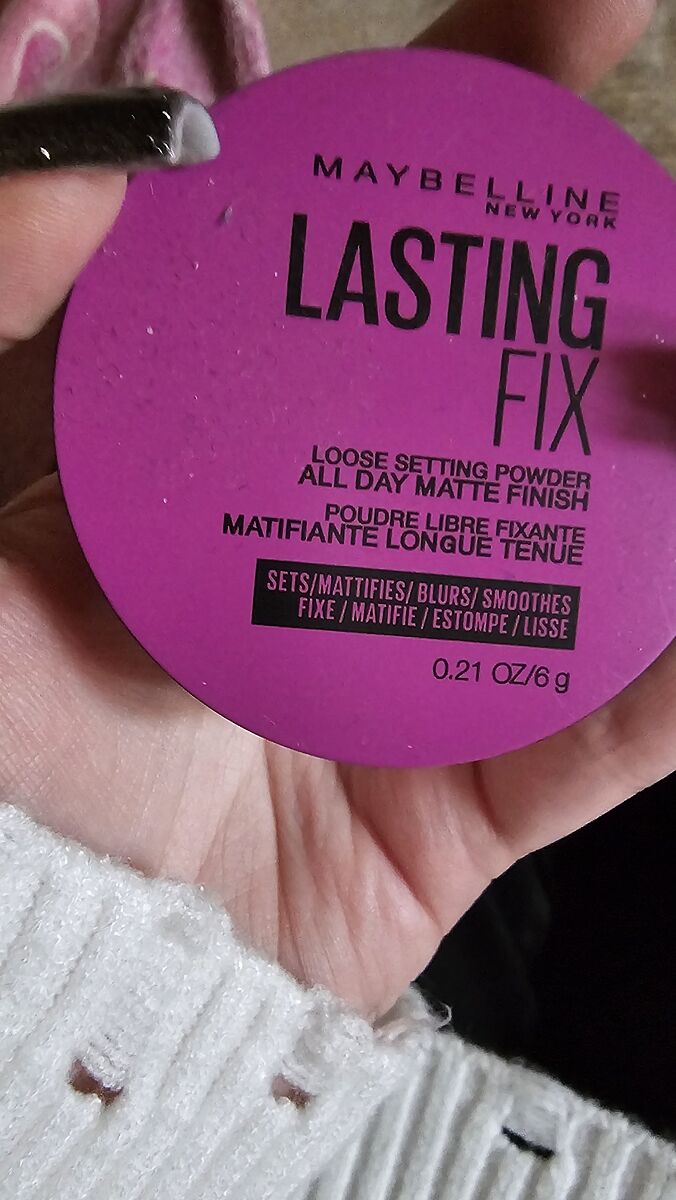 MAYBELLINE
NEW YORK
LASTING
FIX
LOOSE SETTING POWDER
ALL DAY MATTE FINISH
POUDRE LIBRE FIXANTE
MATIFIANTE LONGUE TENUE
SETS/MATTIFIES/ BLURS/ SMOOTHES
FIXE / MATIFIE / ESTOMPE / LISSE
0.21 OZ/6 g